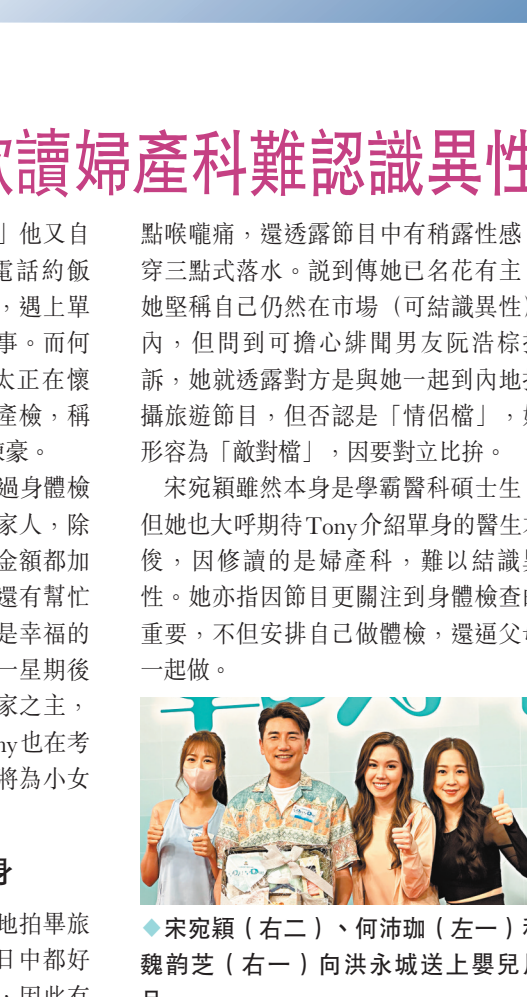 讀婦產科難認識異性
」他又自
電話約飯
，遇上單
事。而何
太正在懷
產檢，稱
東豪。
過身體檢
家人，除
金額都加
還有幫忙
是幸福的
一星期後
家之主，
ny也在考
將為小女
身
地拍畢旅
日中都好
，因此有
點喉嚨痛，還透露節目中有稍露性感
穿三點式落水。説到傳她已名花有主
她堅稱自己仍然在市場（可結識異性）
內，但問到可擔心緋聞男友阮浩棕
訴，她就透露對方是與她一起到內地
攝旅遊節目，但否認是「情侶檔」，
形容為「敵對檔」，因要對立比拚。
宋宛穎雖然本身是學霸醫科碩士生
但她也大呼期待Tony介紹單身的醫生
俊，因修讀的是婦產科，難以結識
性。她亦指因節目更關注到身體檢查
重要，不但安排自己做體檢，還逼父
一起做。
◆宋宛穎（右二）、何沛珈（左一）
魏韵芝（右一）向洪永城送上嬰兒